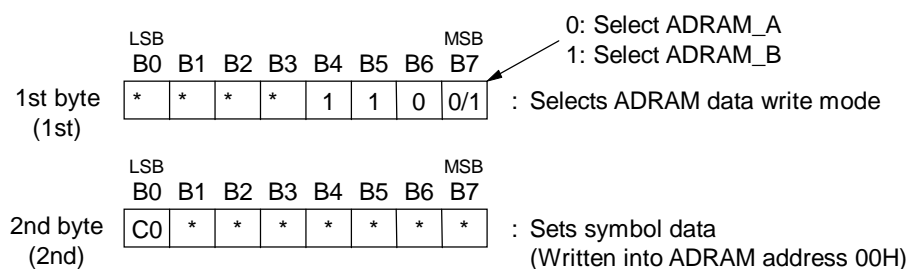 0: Select ADRAM_A
LSB MSB 1: Select ADRAM_B
B0 B1 B2 B3 B4 B5 B6 B7
1st byte * * * * 1 1 0 0/1 : Selects ADRAM data write mode
(1st)
LSB MSB
B0 B1 B2 B3 B4 B5 B6 B7
2nd byte C0 * * * * * * * : Sets symbol data
(2nd) (Written into ADRAM address 00H)